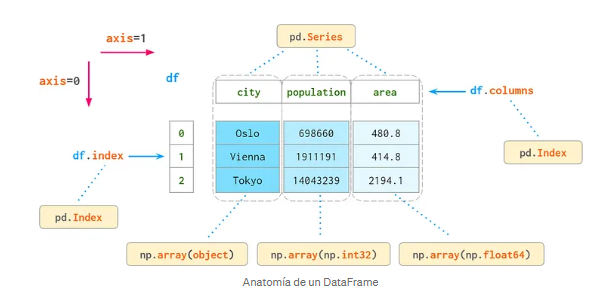 axis=1
pd.Series
axis=0
df
city population area
df.columns
0 Oslo 698660 480.8
df.index
1 Vienna 1911191 414.8
pd.Index
2 Tokyo 14043239 2194.1
pd.Index
np.array(object) np.array(np.int32) np.array(np.float64)
Anatomía de un DataFrame